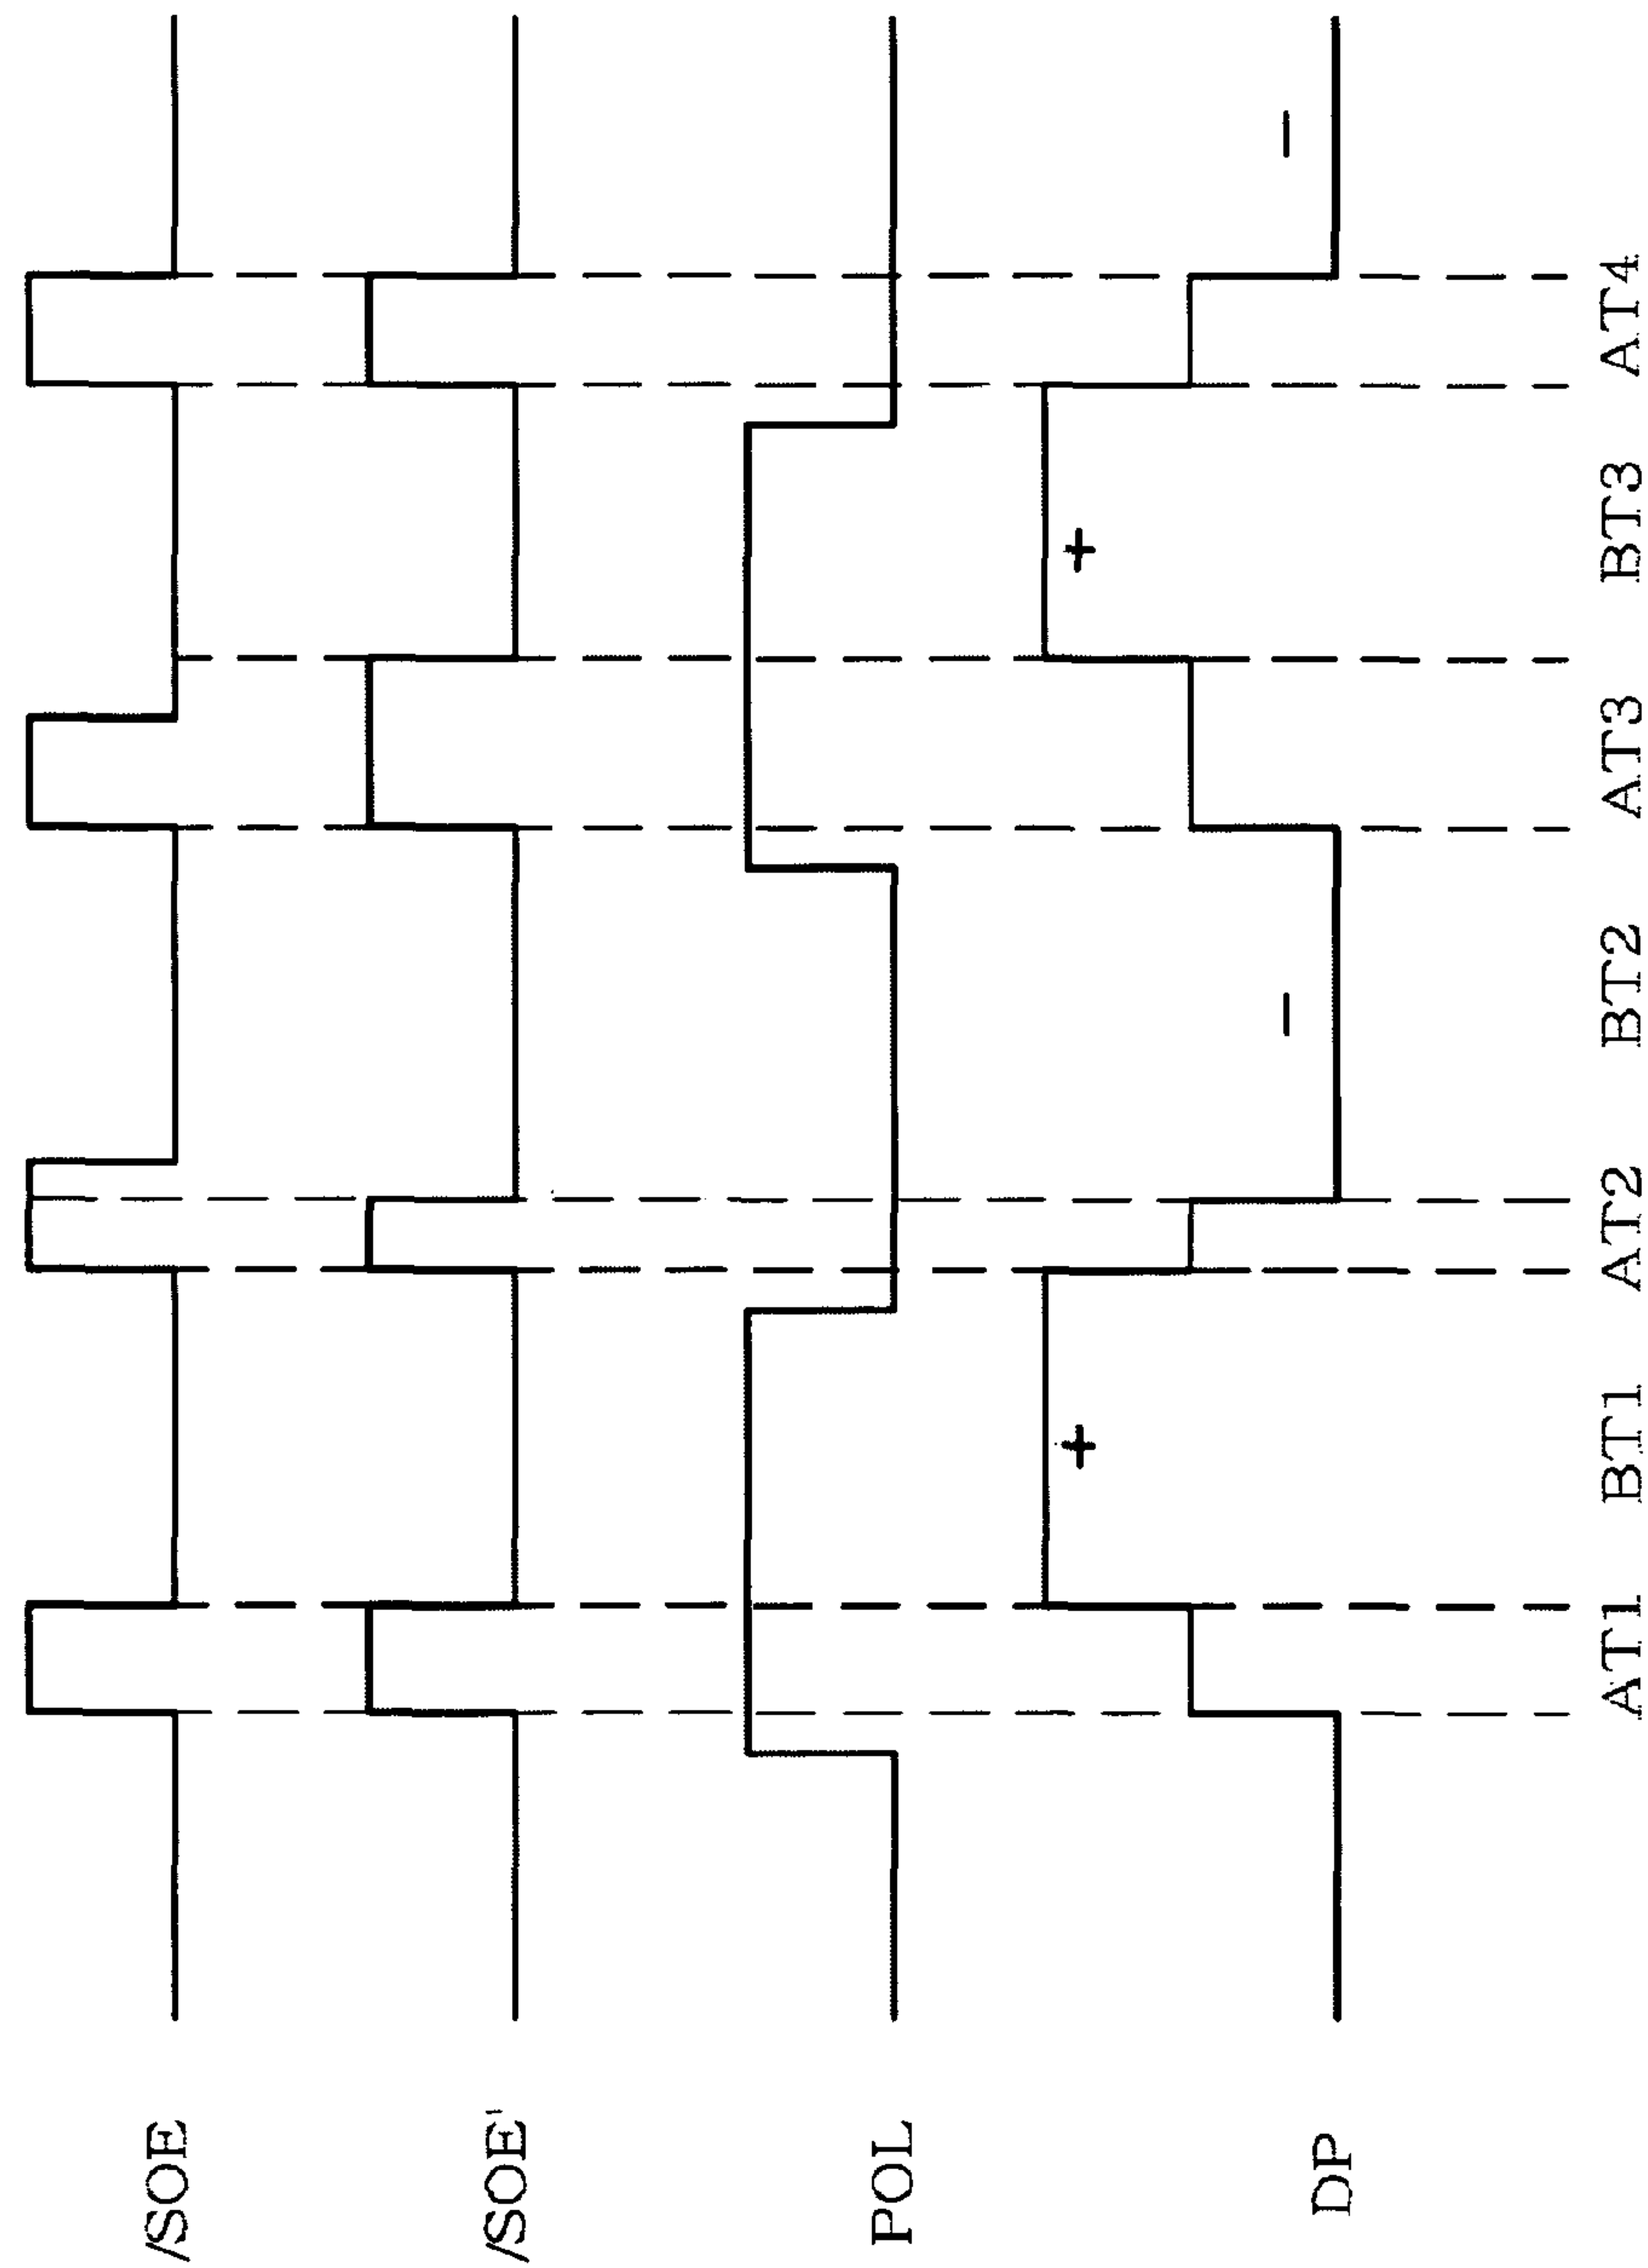 /SOE
/SOE'
POL
DP
+
−
+
−
AT1 BT1 AT2 BT2 AT3 BT3 AT4